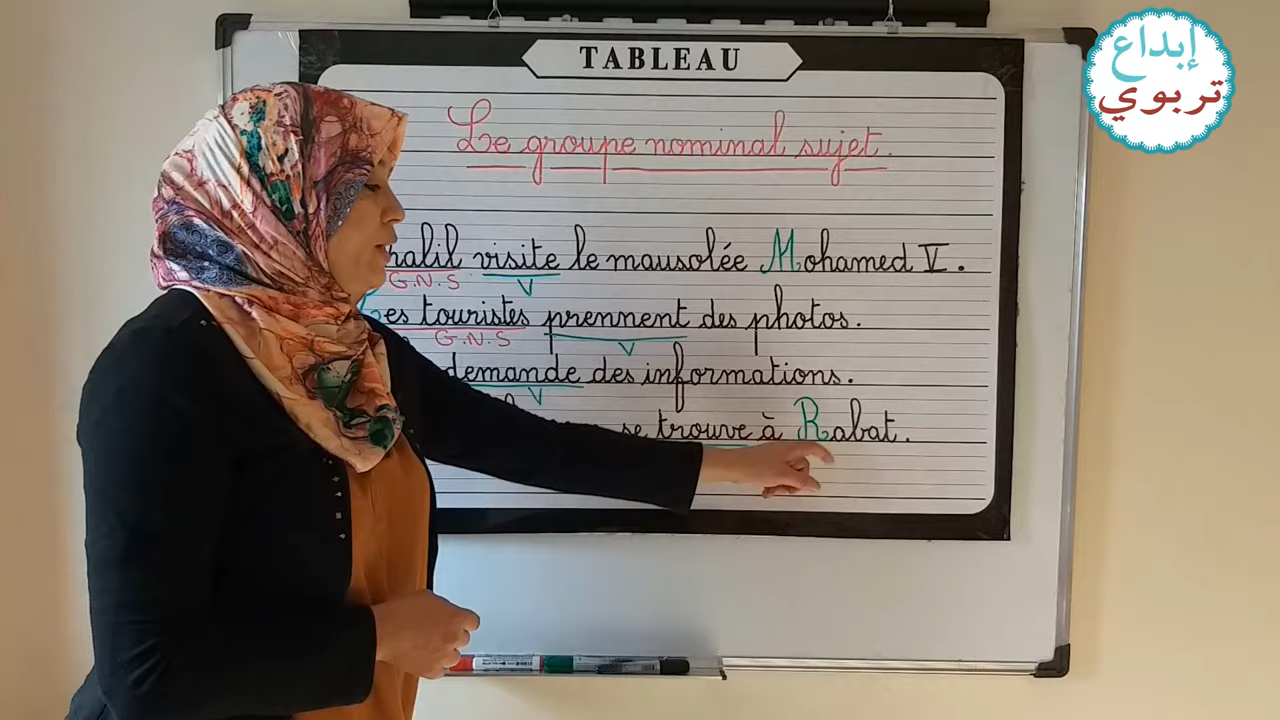 TABLEAU
إبداع
تربوي
Le groupe nominal sujet.
halil visite le mausolée Mohamed V.
G.N.S V
Les touristes prennent des photos.
G.N.S V
demande des informations.
V
se trouve à Rabat.